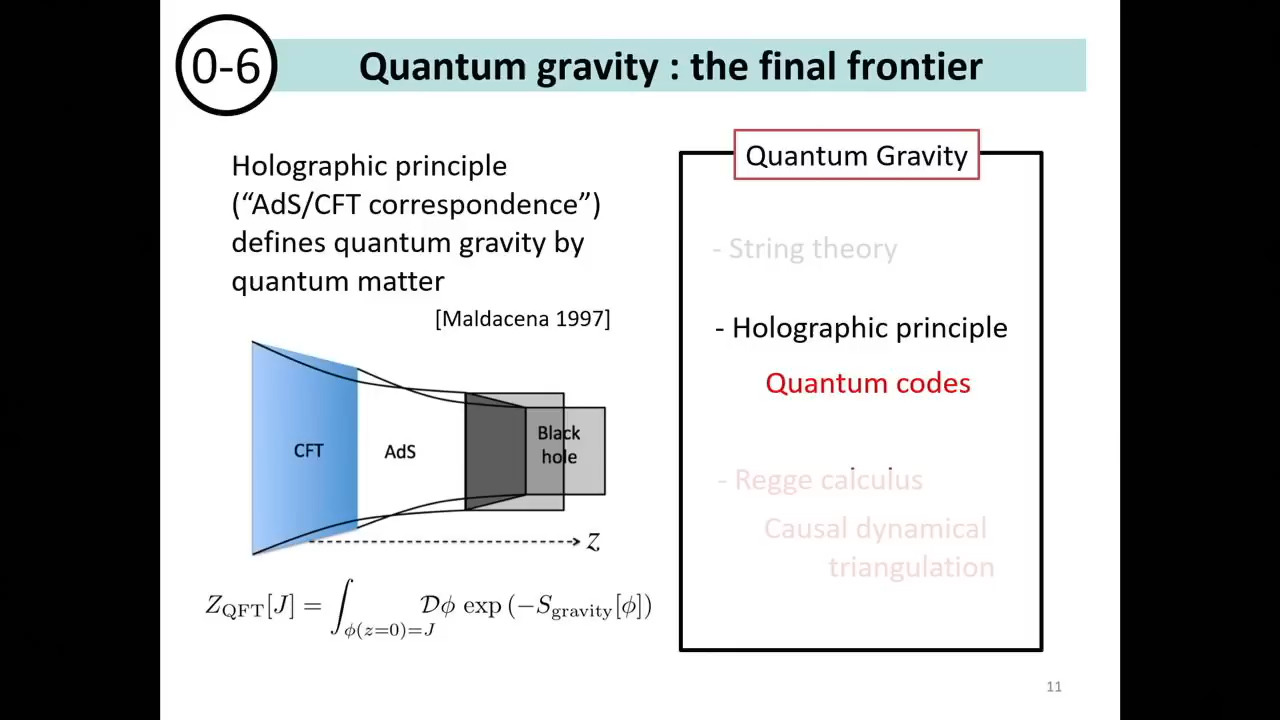 0-6
Quantum gravity : the final frontier
Holographic principle
(“AdS/CFT correspondence”)
defines quantum gravity by
quantum matter
[Maldacena 1997]
CFT
AdS
Black
hole
z
Z_QFT[J] = ∫_{ϕ(z=0)=J} 𝒟ϕ exp (−S_gravity[ϕ])
Quantum Gravity
- String theory
- Holographic principle
Quantum codes
- Regge calculus
Causal dynamical
triangulation
11